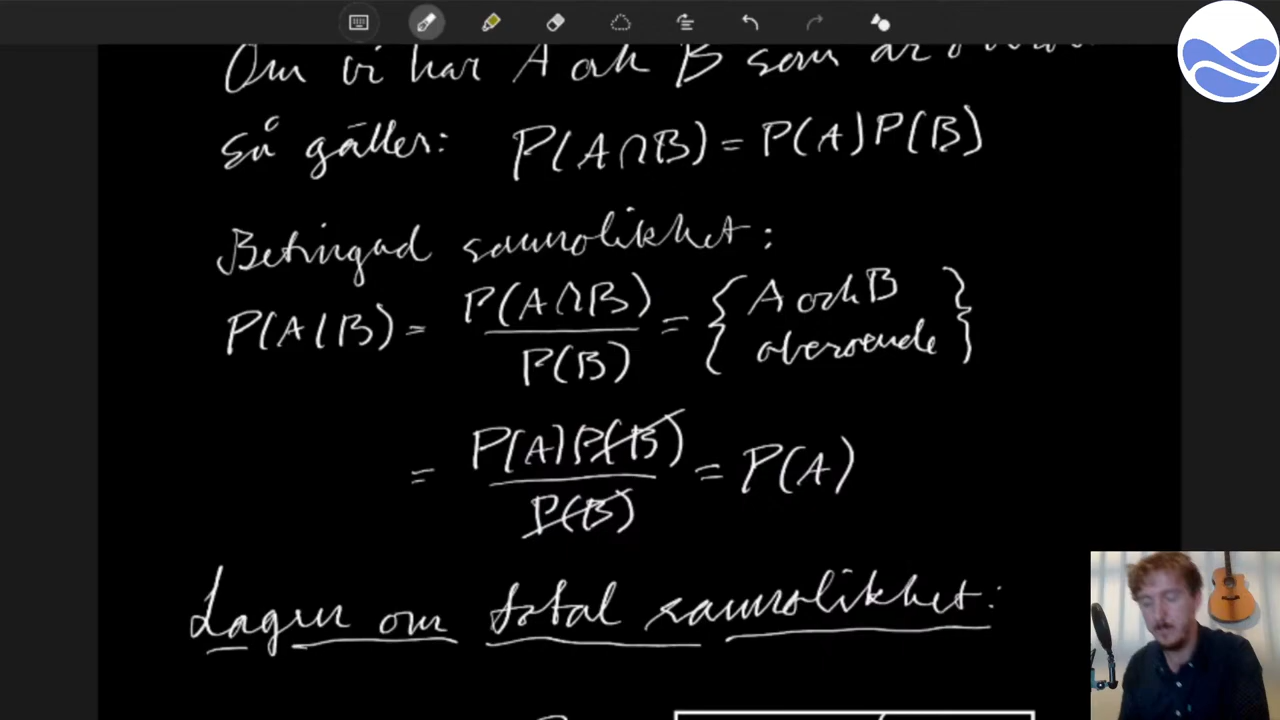 Om vi har A och B som är
så gäller: P(A∩B) = P(A)P(B)
Betingad sannolikhet:
P(A|B) = P(A∩B) / P(B) = { A och B oberoende }
= P(A)P(B) / P(B) = P(A)
Lagen om total sannolikhet: